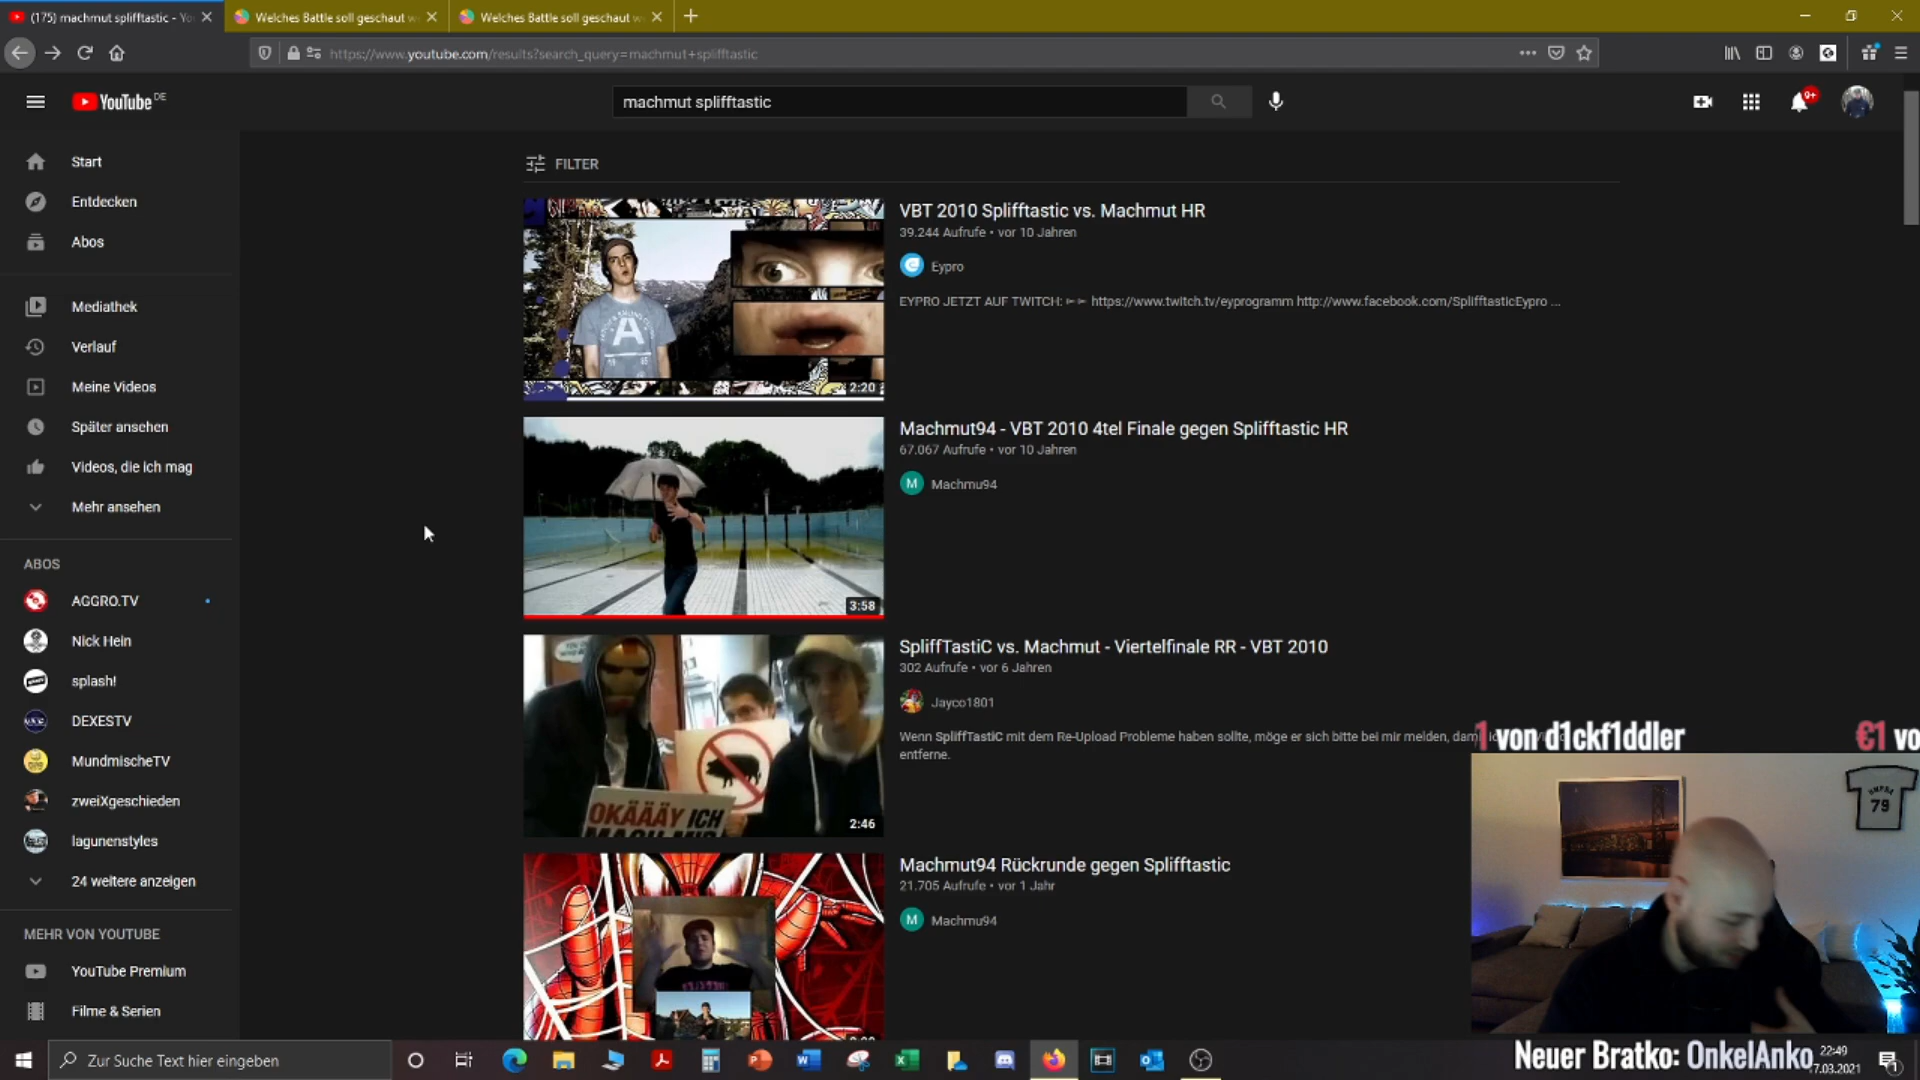 (175) machmut splifftastic - Yo
Welches Battle soll geschaut w
Welches Battle soll geschaut w
https://www.youtube.com/results?search_query=machmut+splifftastic
YouTube DE
machmut splifftastic
9+
Start
Entdecken
Abos
Mediathek
Verlauf
Meine Videos
Später ansehen
Videos, die ich mag
Mehr ansehen
ABOS
AGGRO.TV
Nick Hein
splash!
DEXESTV
MundmischeTV
zweiXgeschieden
lagunenstyles
24 weitere anzeigen
MEHR VON YOUTUBE
YouTube Premium
Filme & Serien
FILTER
A
2:20
VBT 2010 Splifftastic vs. Machmut HR
39.244 Aufrufe • vor 10 Jahren
Eypro
EYPRO JETZT AUF TWITCH: ➳➳ https://www.twitch.tv/eyprogramm http://www.facebook.com/SplifftasticEypro ...
3:58
Machmut94 - VBT 2010 4tel Finale gegen Splifftastic HR
67.067 Aufrufe • vor 10 Jahren
M Machmu94
OKÄÄÄY ICH
2:46
SpliffTastiC vs. Machmut - Viertelfinale RR - VBT 2010
302 Aufrufe • vor 6 Jahren
Jayco1801
Wenn SpliffTastiC mit dem Re-Upload Probleme haben sollte, möge er sich bitte bei mir melden, dam
entferne.
Machmut94 Rückrunde gegen Splifftastic
21.705 Aufrufe • vor 1 Jahr
M Machmu94
1 von d1ckf1ddler
€1 vo
79
Neuer Bratko: OnkelAnko
Zur Suche Text hier eingeben
22:49
7.03.2021